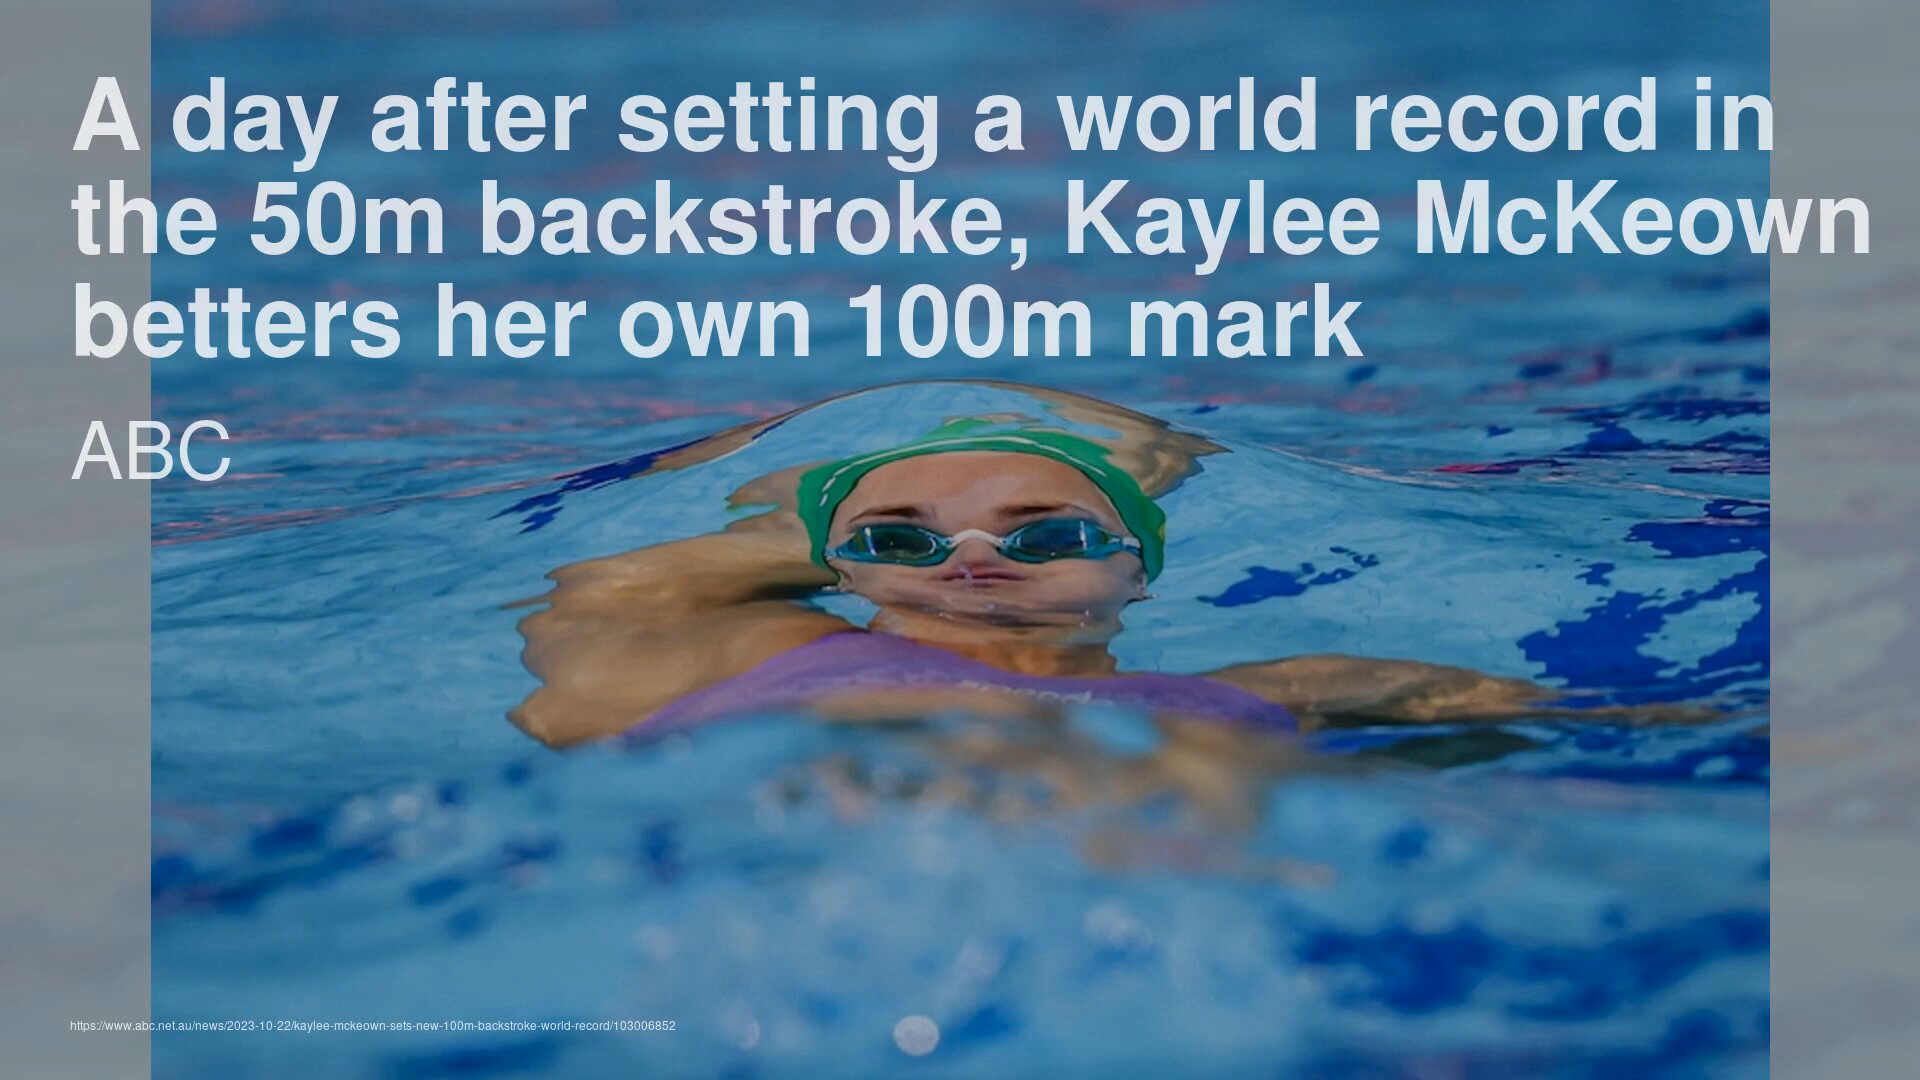 A day after setting a world record in
the 50m backstroke, Kaylee McKeown
betters her own 100m mark
ABC
https://www.abc.net.au/news/2023-10-22/kaylee-mckeown-sets-new-100m-backstroke-world-record/103006852